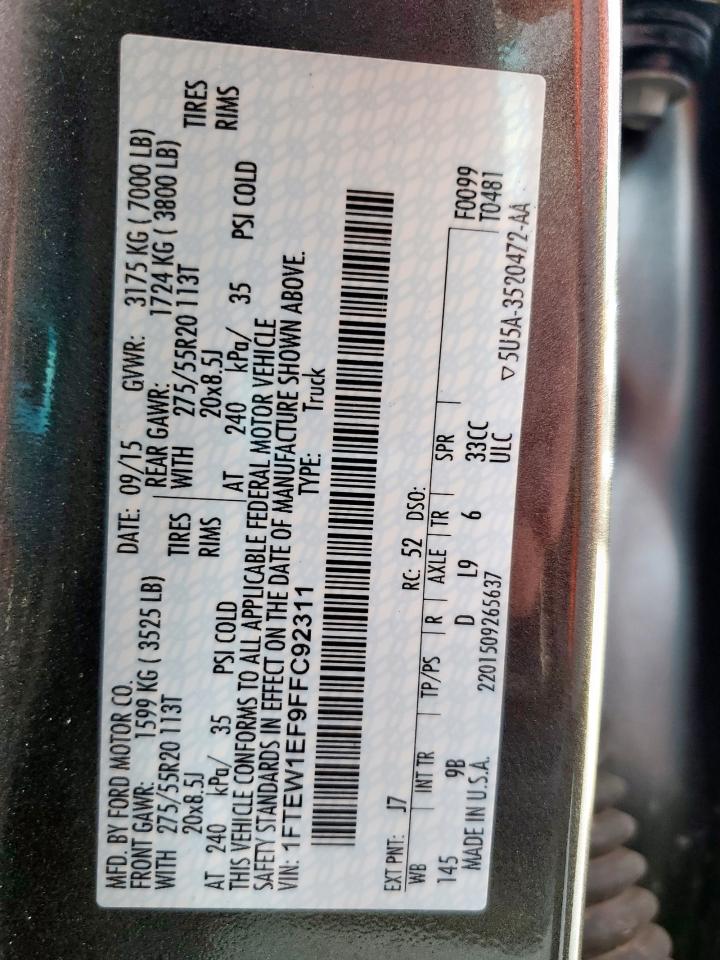 MFD. BY FORD MOTOR CO. DATE: 09/15 GVWR: 3175 KG ( 7000 LB)
FRONT GAWR: 1599 KG ( 3525 LB) REAR GAWR: 1724 KG ( 3800 LB)
WITH 275/55R20 113T TIRES WITH 275/55R20 113T TIRES
20x8.5J RIMS 20x8.5J RIMS
AT 240 kPa/ 35 PSI COLD AT 240 kPa/ 35 PSI COLD
THIS VEHICLE CONFORMS TO ALL APPLICABLE FEDERAL MOTOR VEHICLE
SAFETY STANDARDS IN EFFECT ON THE DATE OF MANUFACTURE SHOWN ABOVE.
VIN: 1FTEW1EF9FFC92311 TYPE: Truck
EXT PNT: J7 RC: 52 DSO: F0099
WB INT TR TP/PS R AXLE TR SPR T0481
145 9B D L9 6 33CC
MADE IN U.S.A. 2201509265637 ULC ▽5U5A-3520472-AA